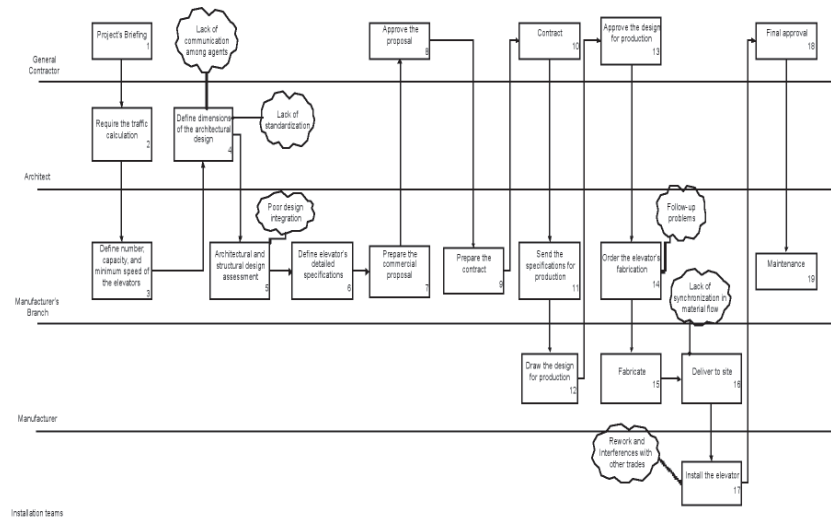 Project's Briefing
1
Lack of
communication
among agents
Approve the
proposal
8
Contract
10
Approve the design
for production
13
Final approval
18
General
Contractor
Require the traffic
calculation
2
Define dimensions
of the architectural
design
4
Lack of
standardization
Architect
Poor design
integration
Follow-up
problems
Define number,
capacity, and
minimum speed of
the elevators
3
Architectural and
structural design
assessment
5
Define elevator's
detailed
specifications
6
Prepare the
commercial
proposal
7
Prepare the
contract
9
Send the
specifications for
production
11
Order the elevator's
fabrication
14
Maintenance
19
Lack of
synchronization in
material flow
Manufacturer's
Branch
Draw the design
for production
12
Fabricate
15
Deliver to site
16
Manufacturer
Rework and
Interferences with
other trades
Install the elevator
17
Installation teams